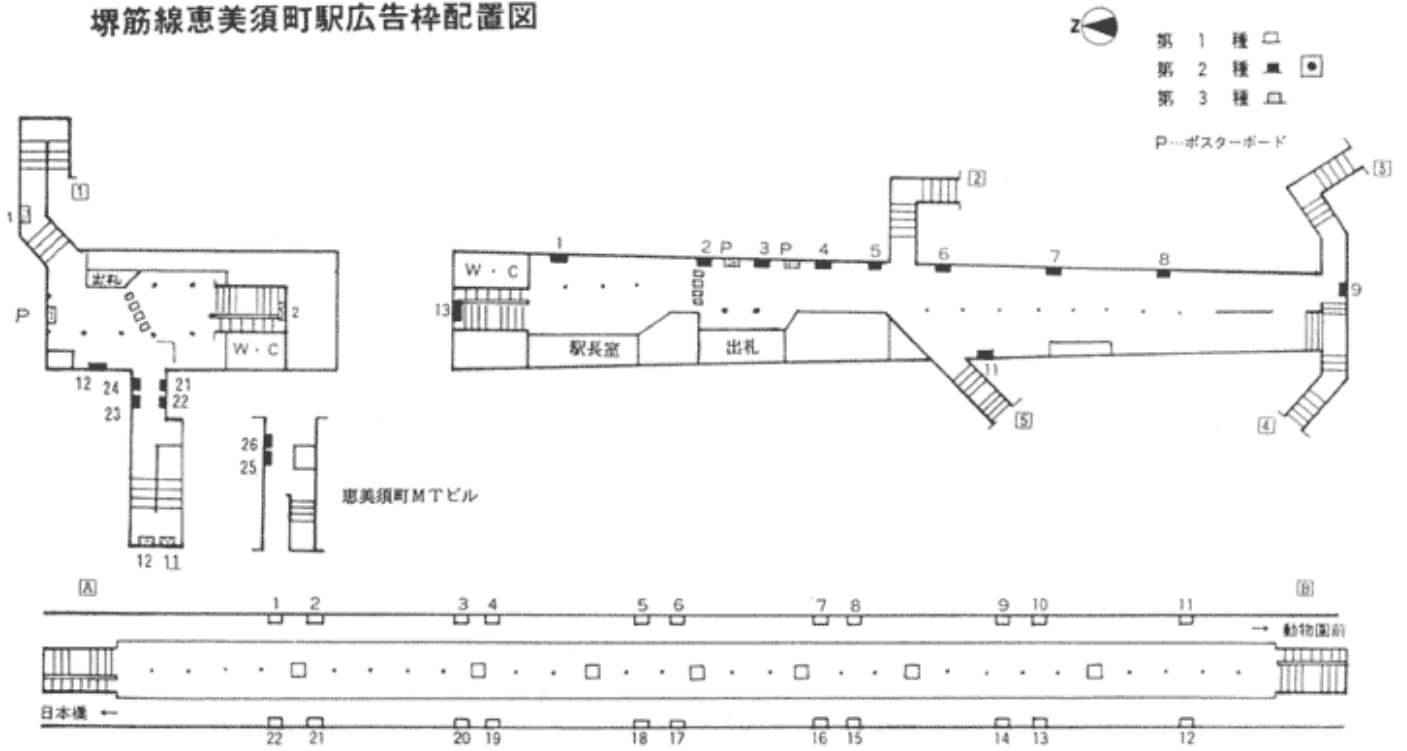 堺筋線恵美須町駅広告枠配置図
Z
第 1 種
第 2 種
第 3 種
P…ポスターボード
1
1
出札
P
2
W・C
12
24
21
23
22
26
25
恵美須町MTビル
12 11
2
3
1 2 P 3 P 4 5 6 7 8
W・C
13
9
駅長室
出札
11
5
4
A
B
1 2 3 4 5 6 7 8 9 10 11
→ 動物園前
日本橋 ←
22 21 20 19 18 17 16 15 14 13 12